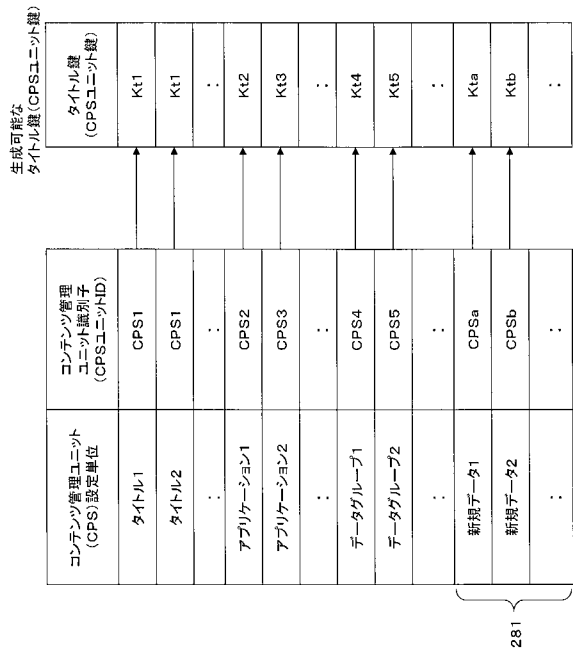 生成可能な
タイトル鍵(CPSユニット鍵)
コンテンツ管理ユニット
(CPS)設定単位
コンテンツ管理
ユニット識別子
(CPSユニットID)
タイトル鍵
(CPSユニット鍵)
タイトル1
CPS1
Kt1
タイトル2
CPS1
Kt1
:
:
:
アプリケーション1
CPS2
Kt2
アプリケーション2
CPS3
Kt3
:
:
:
データグループ1
CPS4
Kt4
データグループ2
CPS5
Kt5
:
:
:
新規データ1
CPSa
Kta
新規データ2
CPSb
Ktb
:
:
:
281